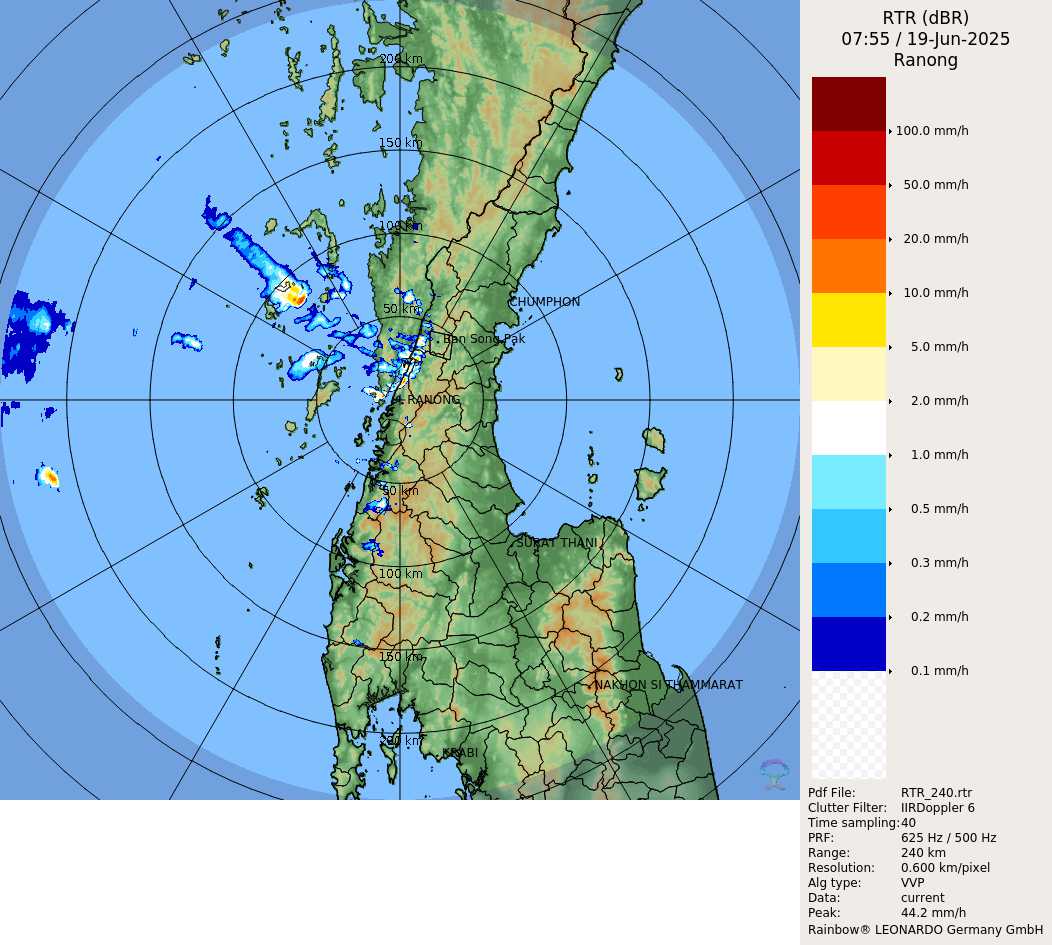 RTR (dBR)
07:55 / 19-Jun-2025
Ranong
200 km
150 km
100 km
50 km
CHUMPHON
Ban Song Pak
RANONG
50 km
SURAT THANI
100 km
150 km
NAKHON SI THAMMARAT
200 km
KRABI
100.0 mm/h
50.0 mm/h
20.0 mm/h
10.0 mm/h
5.0 mm/h
2.0 mm/h
1.0 mm/h
0.5 mm/h
0.3 mm/h
0.2 mm/h
0.1 mm/h
Pdf File: RTR_240.rtr
Clutter Filter: IIRDoppler 6
Time sampling:40
PRF: 625 Hz / 500 Hz
Range: 240 km
Resolution: 0.600 km/pixel
Alg type: VVP
Data: current
Peak: 44.2 mm/h
Rainbow® LEONARDO Germany GmbH